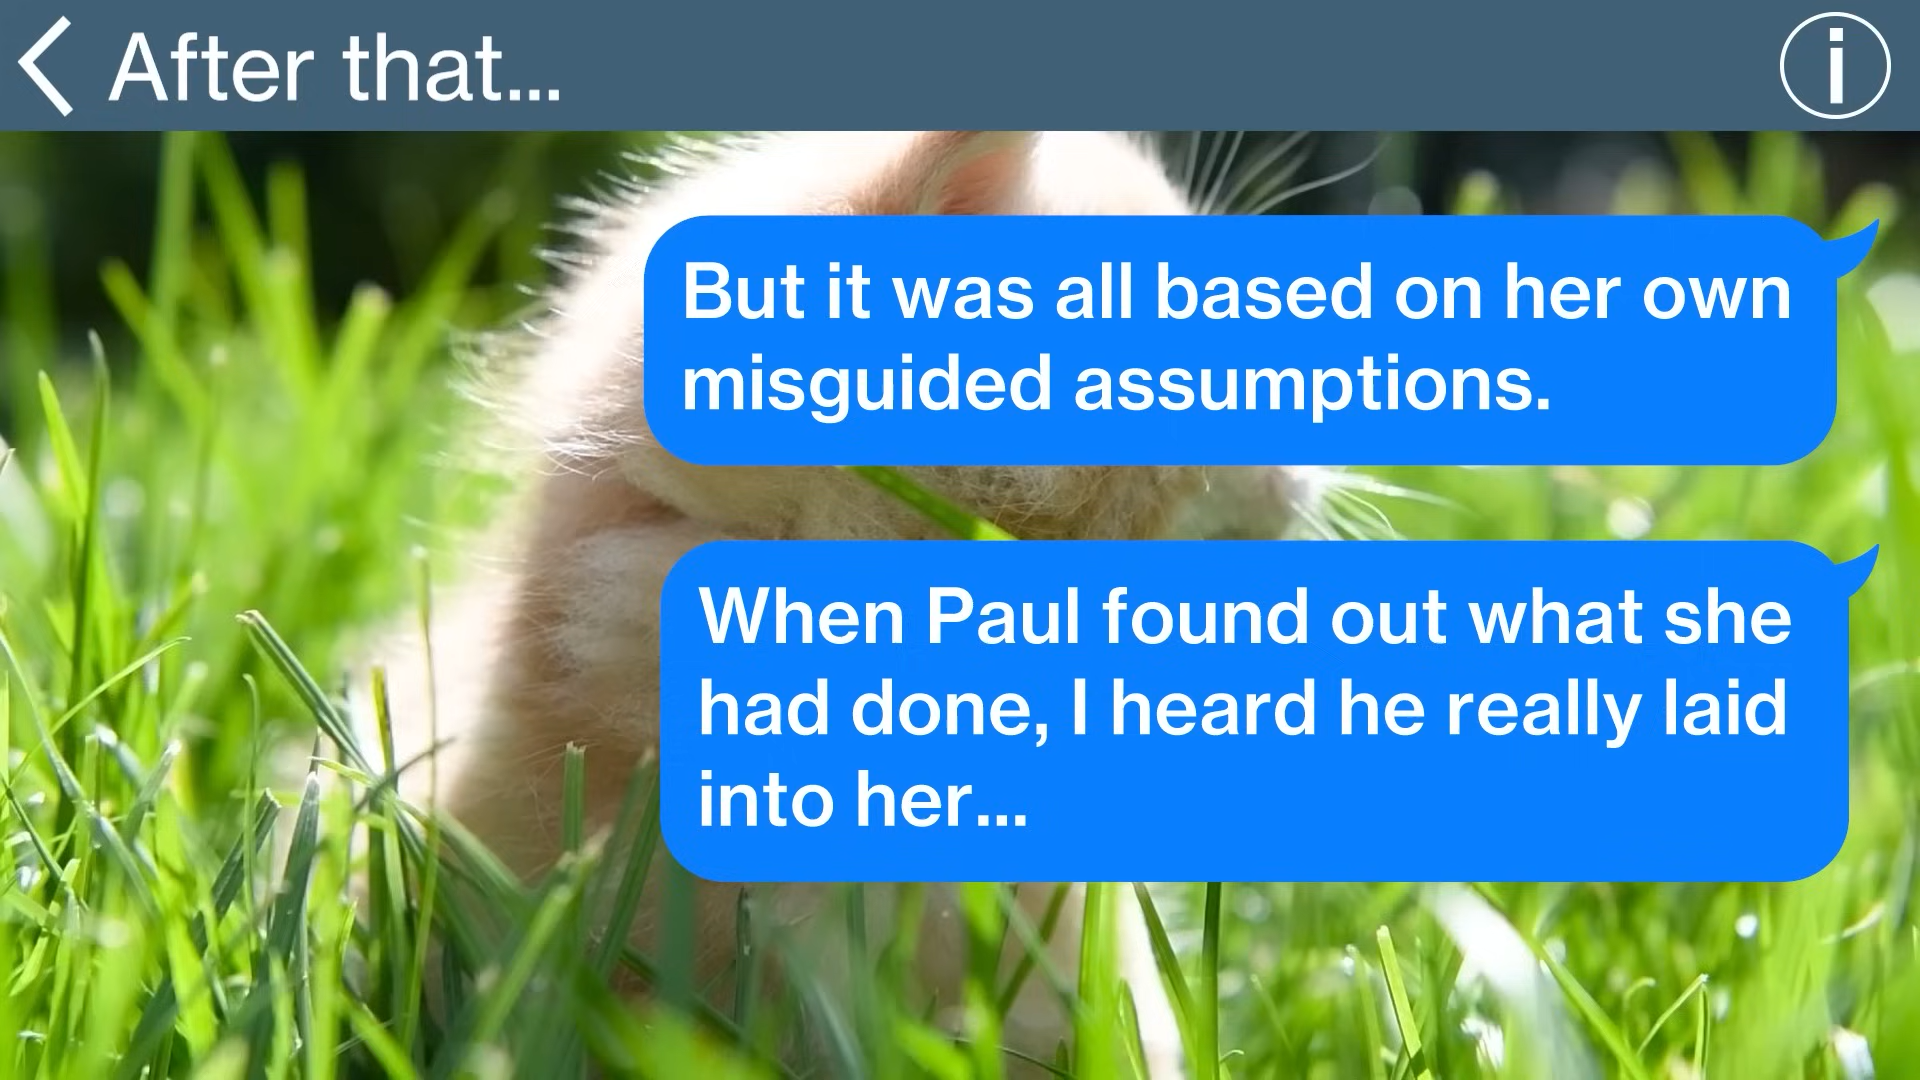 After that...
But it was all based on her own
misguided assumptions.
When Paul found out what she
had done, I heard he really laid
into her...